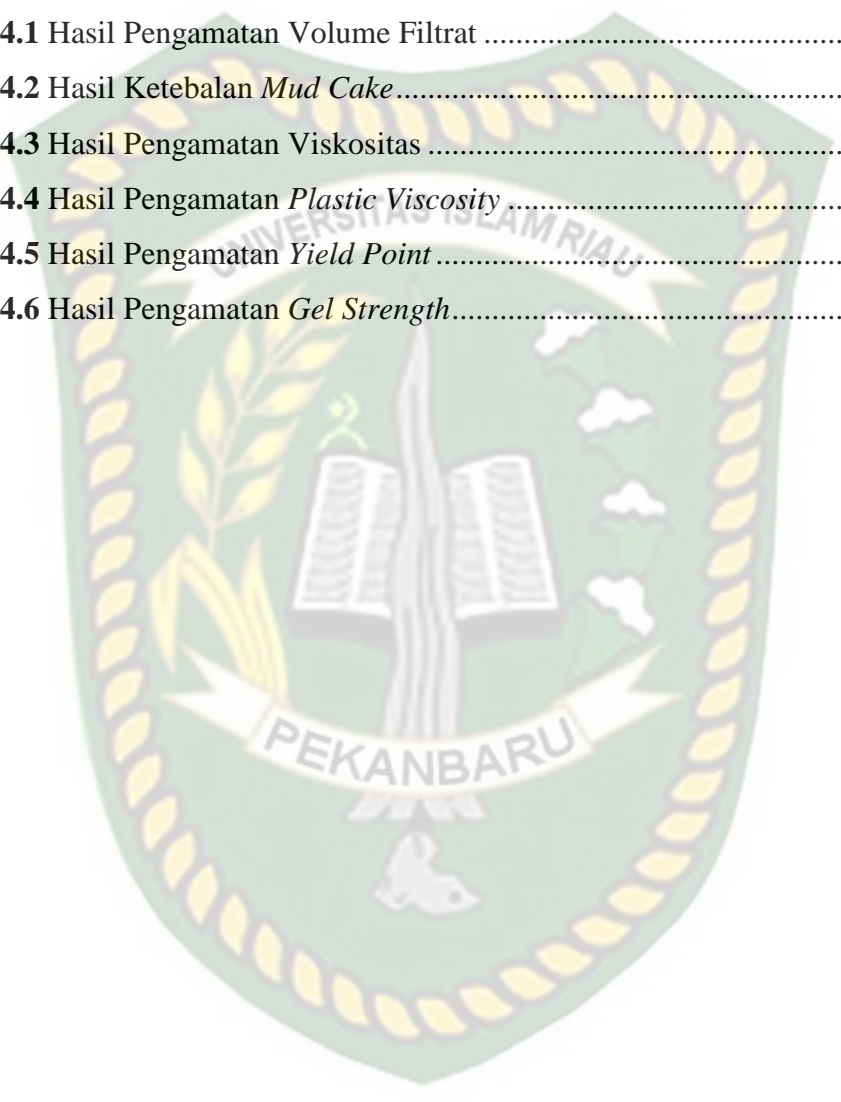 4.1 Hasil Pengamatan Volume Filtrat ............................................
4.2 Hasil Ketebalan Mud Cake.......................................................
4.3 Hasil Pengamatan Viskositas ...................................................
4.4 Hasil Pengamatan Plastic Viscosity .........................................
4.5 Hasil Pengamatan Yield Point ..................................................
4.6 Hasil Pengamatan Gel Strength................................................
UNIVERSITAS ISLAM RIAU
PEKANBARU